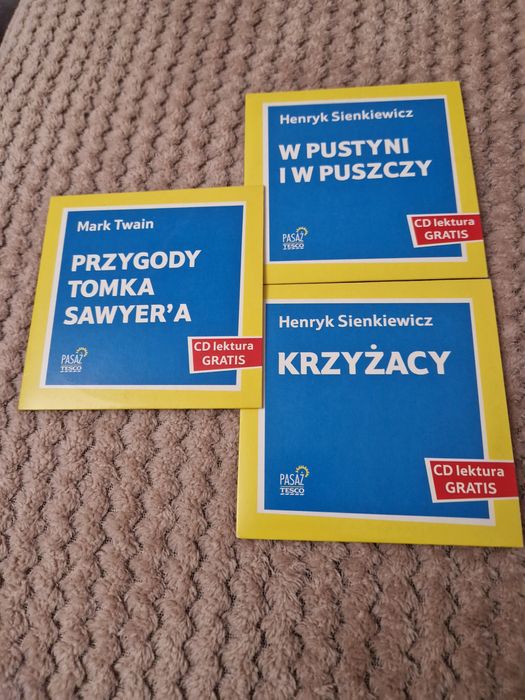 Henryk Sienkiewicz
W PUSTYNI
I W PUSZCZY
CD lektura
GRATIS
PASAŻ
TESCO
Mark Twain
PRZYGODY
TOMKA
SAWYER'A
CD lektura
GRATIS
PASAŻ
TESCO
Henryk Sienkiewicz
KRZYŻACY
CD lektura
GRATIS
PASAŻ
TESCO